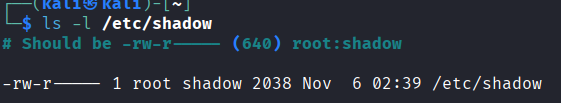 ┌──(kali㉿kali)-[~]
└─$ ls -l /etc/shadow
# Should be -rw-r----- (640) root:shadow
-rw-r----- 1 root shadow 2038 Nov  6 02:39 /etc/shadow